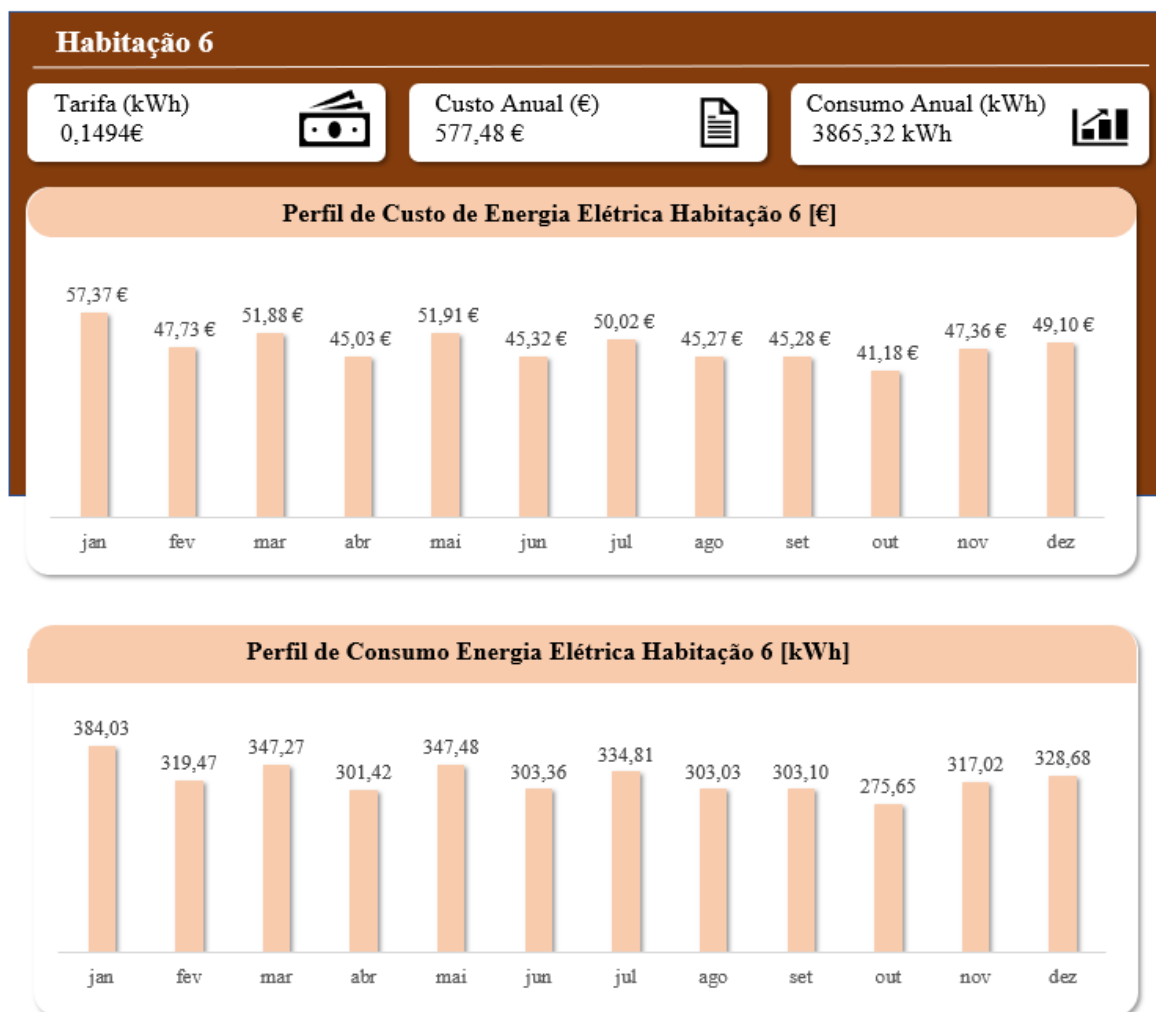 Habitação 6
Tarifa (kWh)
0,1494€
Custo Anual (€)
577,48 €
Consumo Anual (kWh)
3865,32 kWh
Perfil de Custo de Energia Elétrica Habitação 6 [€]
57,37 € 47,73 € 51,88 € 45,03 € 51,91 € 45,32 € 50,02 € 45,27 € 45,28 € 41,18 € 47,36 € 49,10 €
jan fev mar abr mai jun jul ago set out nov dez
Perfil de Consumo Energia Elétrica Habitação 6 [kWh]
384,03 319,47 347,27 301,42 347,48 303,36 334,81 303,03 303,10 275,65 317,02 328,68
jan fev mar abr mai jun jul ago set out nov dez